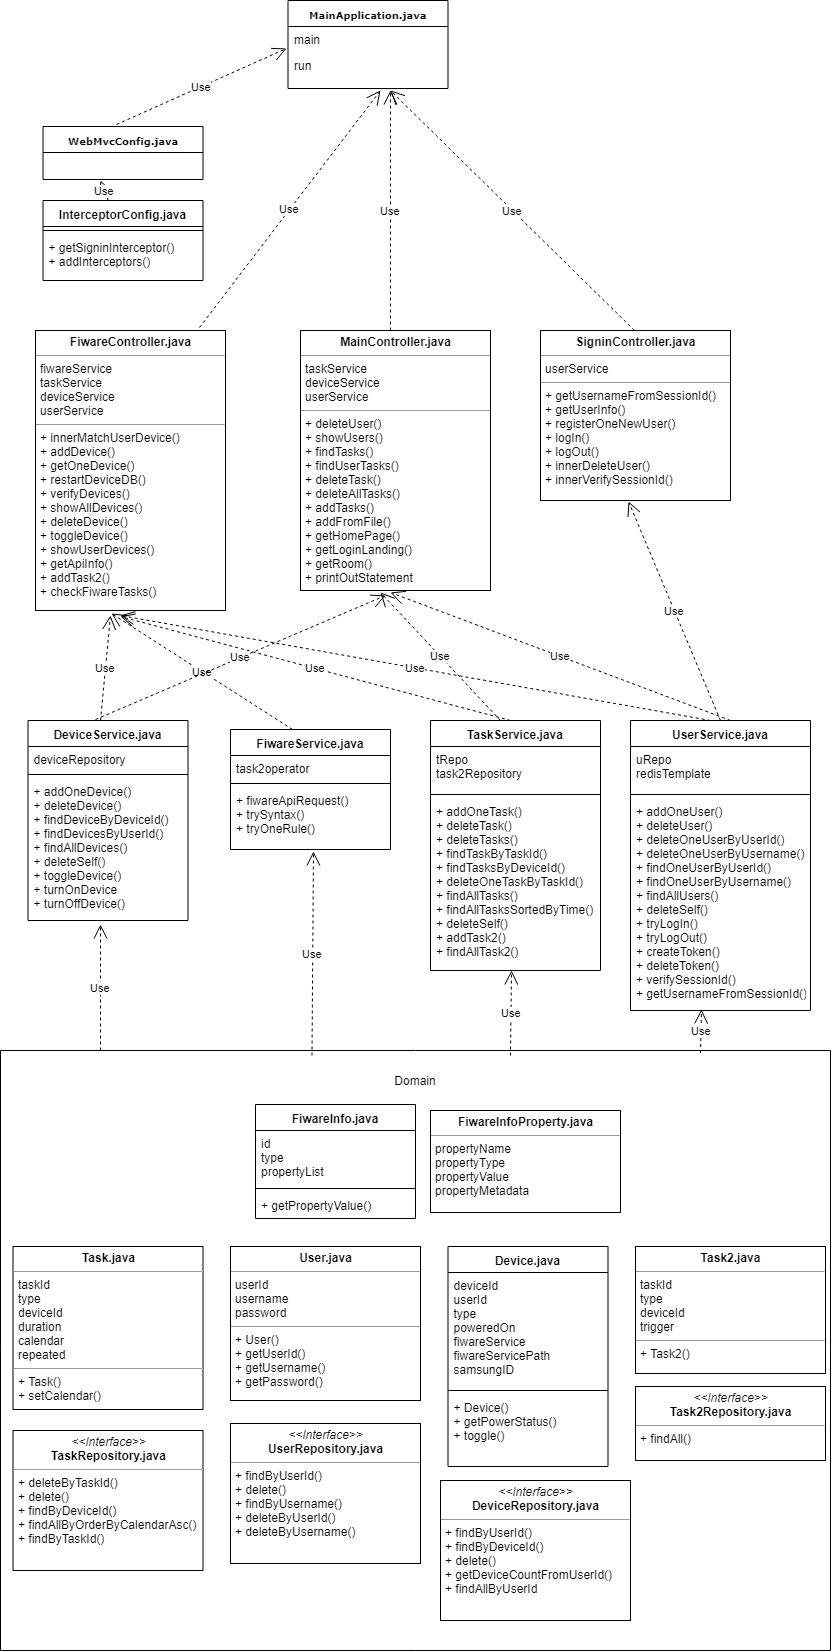 MainApplication.java
main
run
Use
WebMvcConfig.java
Use
InterceptorConfig.java
+ getSigninInterceptor()
+ addInterceptors()
Use
Use
Use
FiwareController.java
fiwareService
taskService
deviceService
userService
+ innerMatchUserDevice()
+ addDevice()
+ getOneDevice()
+ restartDeviceDB()
+ verifyDevices()
+ showAllDevices()
+ deleteDevice()
+ toggleDevice()
+ showUserDevices()
+ getApiInfo()
+ addTask2()
+ checkFiwareTasks()
MainController.java
taskService
deviceService
userService
+ deleteUser()
+ showUsers()
+ findTasks()
+ findUserTasks()
+ deleteTask()
+ deleteAllTasks()
+ addTasks()
+ addFromFile()
+ getHomePage()
+ getLoginLanding()
+ getRoom()
+ printOutStatement
SigninController.java
userService
+ getUsernameFromSessionId()
+ getUserInfo()
+ registerOneNewUser()
+ logIn()
+ logOut()
+ innerDeleteUser()
+ innerVerifySessionId()
Use
Use
Use
Use
Use
Use
Use
Use
DeviceService.java
deviceRepository
+ addOneDevice()
+ deleteDevice()
+ findDeviceByDeviceId()
+ findDevicesByUserId()
+ findAllDevices()
+ deleteSelf()
+ toggleDevice()
+ turnOnDevice
+ turnOffDevice()
FiwareService.java
task2operator
+ fiwareApiRequest()
+ trySyntax()
+ tryOneRule()
TaskService.java
tRepo
task2Repository
+ addOneTask()
+ deleteTask()
+ deleteTasks()
+ findTaskByTaskId()
+ findTasksByDeviceId()
+ deleteOneTaskByTaskId()
+ findAllTasks()
+ findAllTasksSortedByTime()
+ deleteSelf()
+ addTask2()
+ findAllTask2()
UserService.java
uRepo
redisTemplate
+ addOneUser()
+ deleteUser()
+ deleteOneUserByUserId()
+ deleteOneUserByUsername()
+ findOneUserByUserId()
+ findOneUserByUsername()
+ findAllUsers()
+ deleteSelf()
+ tryLogIn()
+ tryLogOut()
+ createToken()
+ deleteToken()
+ verifySessionId()
+ getUsernameFromSessionId()
Use
Use
Use
Use
Domain
FiwareInfo.java
id
type
propertyList
+ getPropertyValue()
FiwareInfoProperty.java
propertyName
propertyType
propertyValue
propertyMetadata
Task.java
taskId
type
deviceId
duration
calendar
repeated
+ Task()
+ setCalendar()
User.java
userId
username
password
+ User()
+ getUserId()
+ getUsername()
+ getPassword()
Device.java
deviceId
userId
type
poweredOn
fiwareService
fiwareServicePath
samsungID
+ Device()
+ getPowerStatus()
+ toggle()
Task2.java
taskId
type
deviceId
trigger
+ Task2()
<<Interface>>
TaskRepository.java
+ deleteByTaskId()
+ delete()
+ findByDeviceId()
+ findAllByOrderByCalendarAsc()
+ findByTaskId()
<<Interface>>
UserRepository.java
+ findByUserId()
+ delete()
+ findByUsername()
+ deleteByUserId()
+ deleteByUsername()
<<Interface>>
DeviceRepository.java
+ findByUserId()
+ findByDeviceId()
+ delete()
+ getDeviceCountFromUserId()
+ findAllByUserId
<<Interface>>
Task2Repository.java
+ findAll()